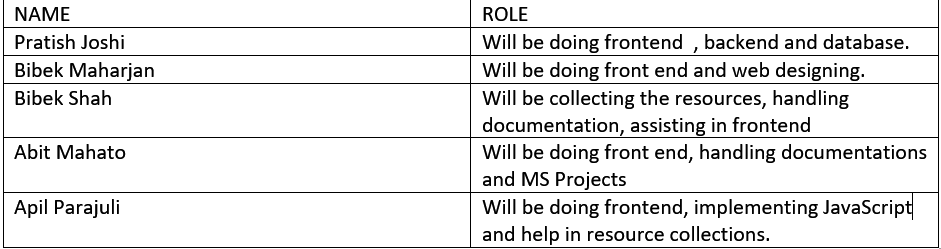 NAME ROLE
Pratish Joshi Will be doing frontend , backend and database.
Bibek Maharjan Will be doing front end and web designing.
Bibek Shah Will be collecting the resources, handling
documentation, assisting in frontend
Abit Mahato Will be doing front end, handling documentations
and MS Projects
Apil Parajuli Will be doing frontend, implementing JavaScript
and help in resource collections.